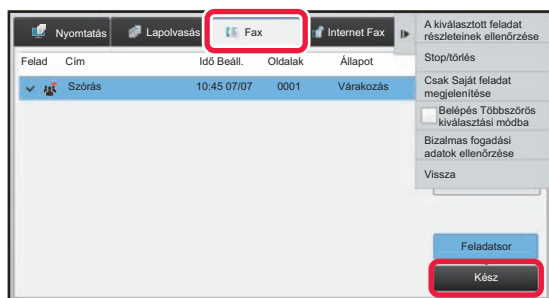 Nyomtatás Lapolvasás Fax Internet Fax
Felad Cím Idő Beáll. Oldalak Állapot
Szórás 10:45 07/07 0001 Várakozás
A kiválasztott feladat
részleteinek ellenőrzése
Stop/törlés
Csak Saját feladat
megjelenítése
Belépés Többszörös
kiválasztási módba
Bizalmas fogadási
adatok ellenőrzése
Vissza
Feladatsor
Kész